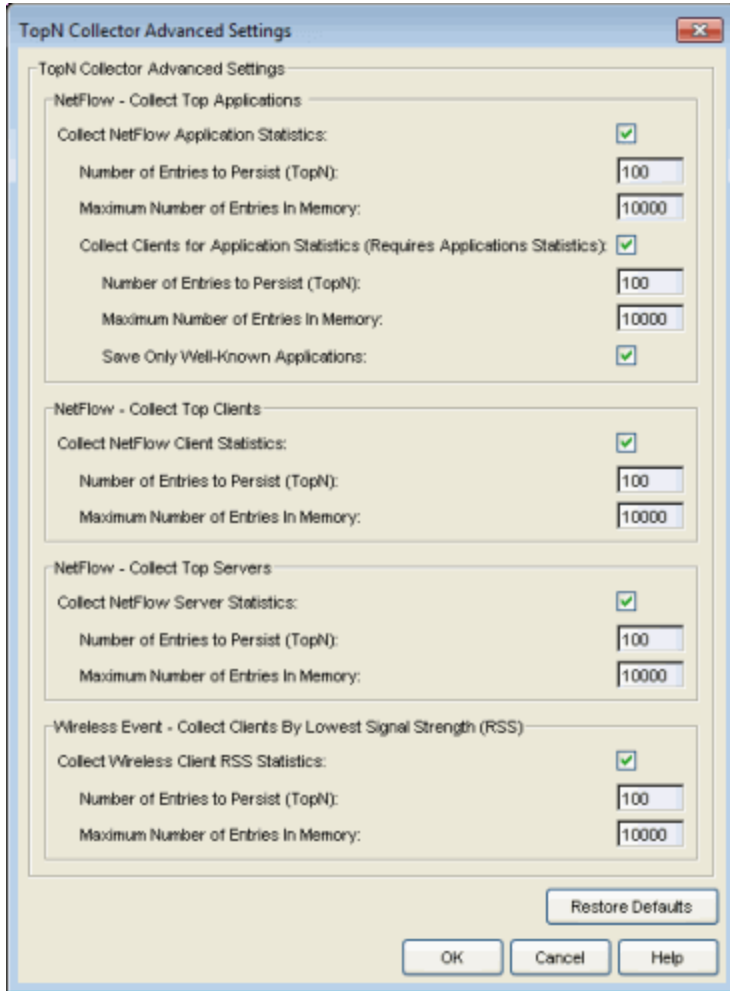 TopN Collector Advanced Settings
TopN Collector Advanced Settings
NetFlow - Collect Top Applications
Collect NetFlow Application Statistics:
Number of Entries to Persist (TopN): 100
Maximum Number of Entries In Memory: 10000
Collect Clients for Application Statistics (Requires Applications Statistics):
Number of Entries to Persist (TopN): 100
Maximum Number of Entries In Memory: 10000
Save Only Well-Known Applications:
NetFlow - Collect Top Clients
Collect NetFlow Client Statistics:
Number of Entries to Persist (TopN): 100
Maximum Number of Entries In Memory: 10000
NetFlow - Collect Top Servers
Collect NetFlow Server Statistics:
Number of Entries to Persist (TopN): 100
Maximum Number of Entries In Memory: 10000
Wireless Event - Collect Clients By Lowest Signal Strength (RSS)
Collect Wireless Client RSS Statistics:
Number of Entries to Persist (TopN): 100
Maximum Number of Entries In Memory: 10000
Restore Defaults
OK Cancel Help